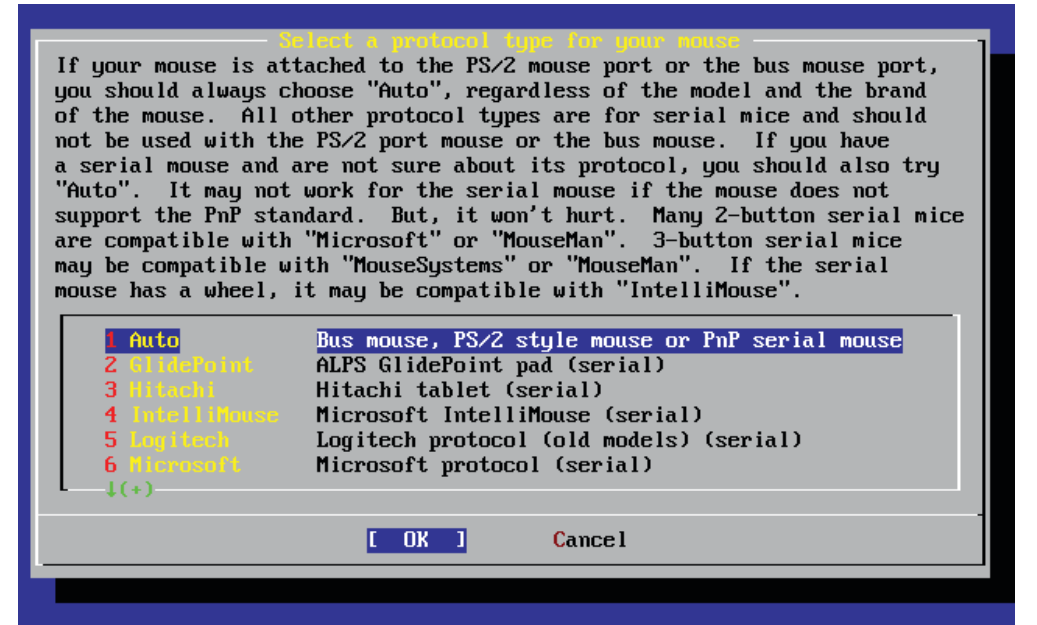 Select a protocol type for your mouse
If your mouse is attached to the PS/2 mouse port or the bus mouse port,
you should always choose "Auto", regardless of the model and the brand
of the mouse.  All other protocol types are for serial mice and should
not be used with the PS/2 port mouse or the bus mouse.  If you have
a serial mouse and are not sure about its protocol, you should also try
"Auto".  It may not work for the serial mouse if the mouse does not
support the PnP standard.  But, it won't hurt.  Many 2-button serial mice
are compatible with "Microsoft" or "MouseMan".  3-button serial mice
may be compatible with "MouseSystems" or "MouseMan".  If the serial
mouse has a wheel, it may be compatible with "IntelliMouse".
1 Auto Bus mouse, PS/2 style mouse or PnP serial mouse
2 GlidePoint ALPS GlidePoint pad (serial)
3 Hitachi Hitachi tablet (serial)
4 IntelliMouse Microsoft IntelliMouse (serial)
5 Logitech Logitech protocol (old models) (serial)
6 Microsoft Microsoft protocol (serial)
↓(+)
[ OK ] Cancel